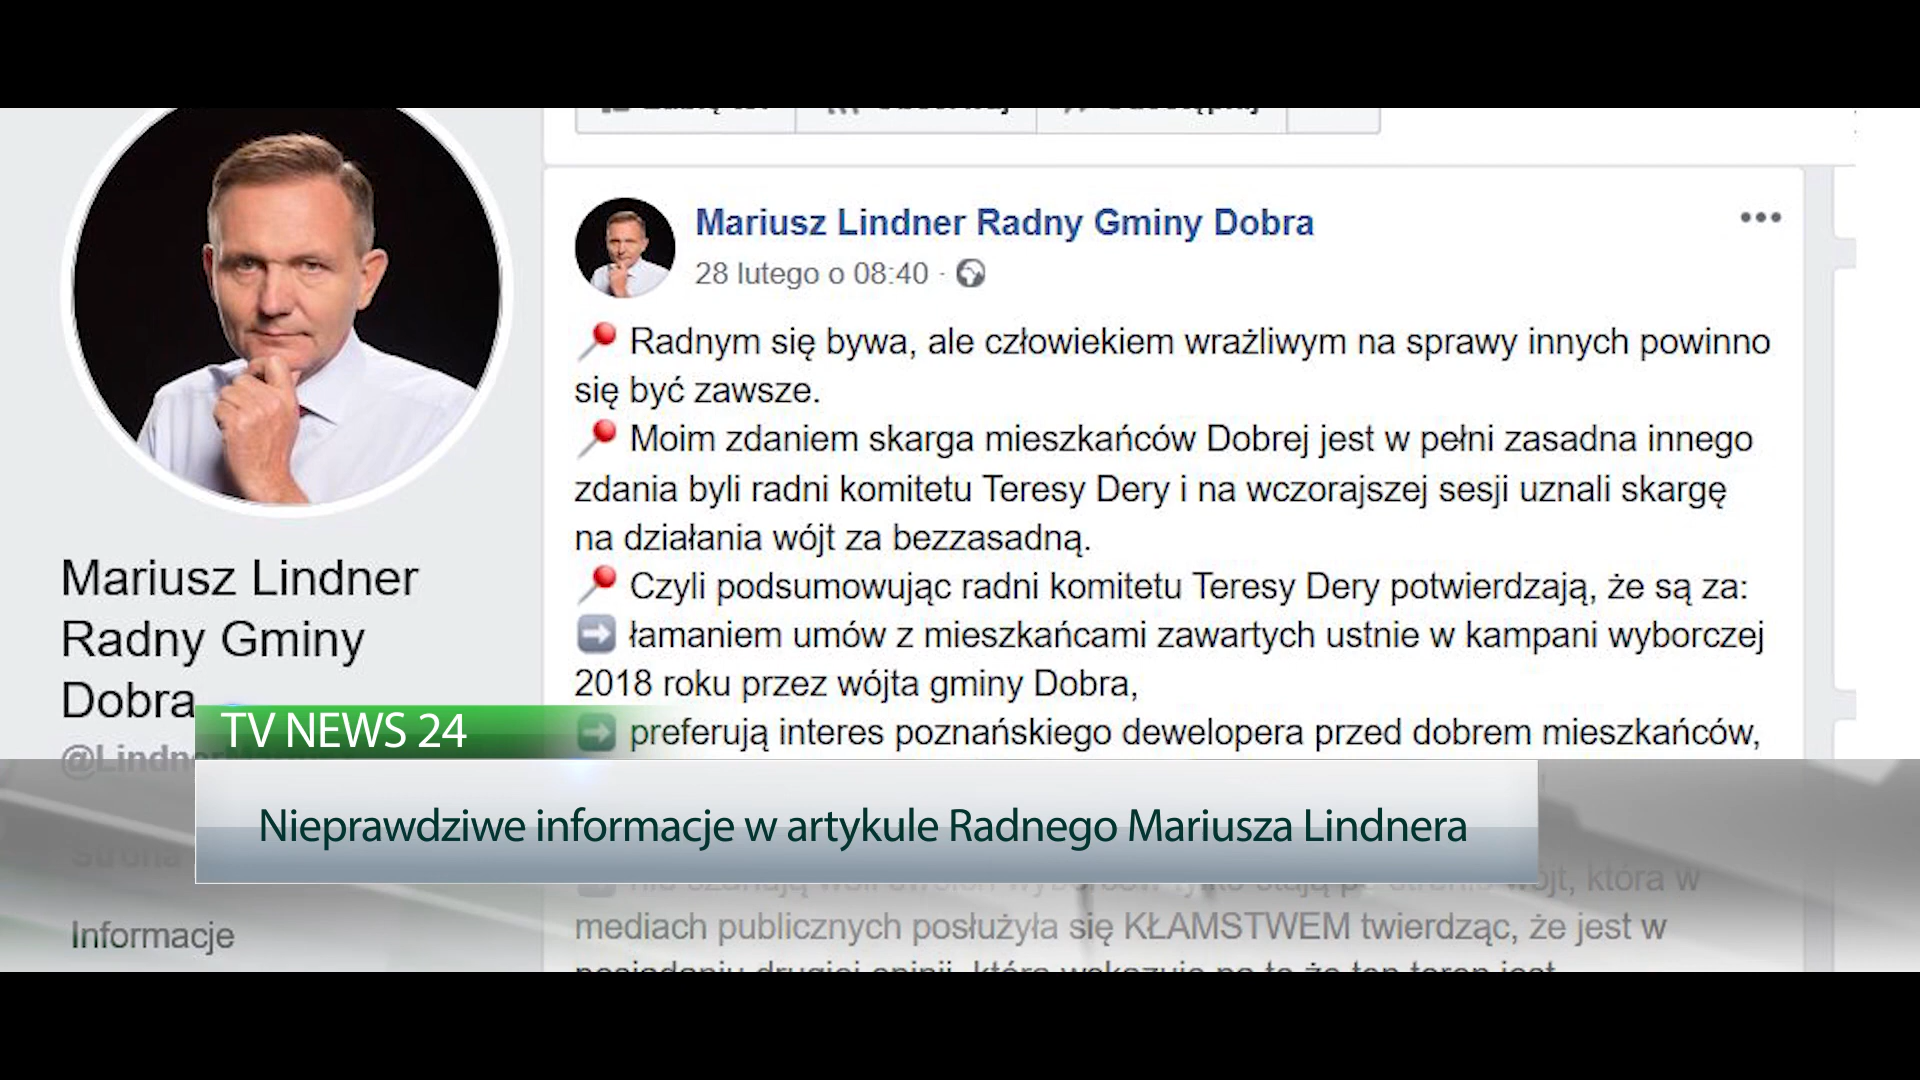 Mariusz Lindner Radny Gminy Dobra
28 lutego o 08:40
Radnym się bywa, ale człowiekiem wrażliwym na sprawy innych powinno
się być zawsze.
Moim zdaniem skarga mieszkańców Dobrej jest w pełni zasadna innego
zdania byli radni komitetu Teresy Dery i na wczorajszej sesji uznali skargę
na działania wójt za bezzasadną.
Czyli podsumowując radni komitetu Teresy Dery potwierdzają, że są za:
łamaniem umów z mieszkańcami zawartych ustnie w kampani wyborczej
2018 roku przez wójta gminy Dobra,
preferują interes poznańskiego dewelopera przed dobrem mieszkańców,
wójt, która w
mediach publicznych posłużyła się KŁAMSTWEM twierdząc, że jest w
Mariusz Lindner
Radny Gminy
Dobra
Strona
Informacje
TV NEWS 24
Nieprawdziwe informacje w artykule Radnego Mariusza Lindnera